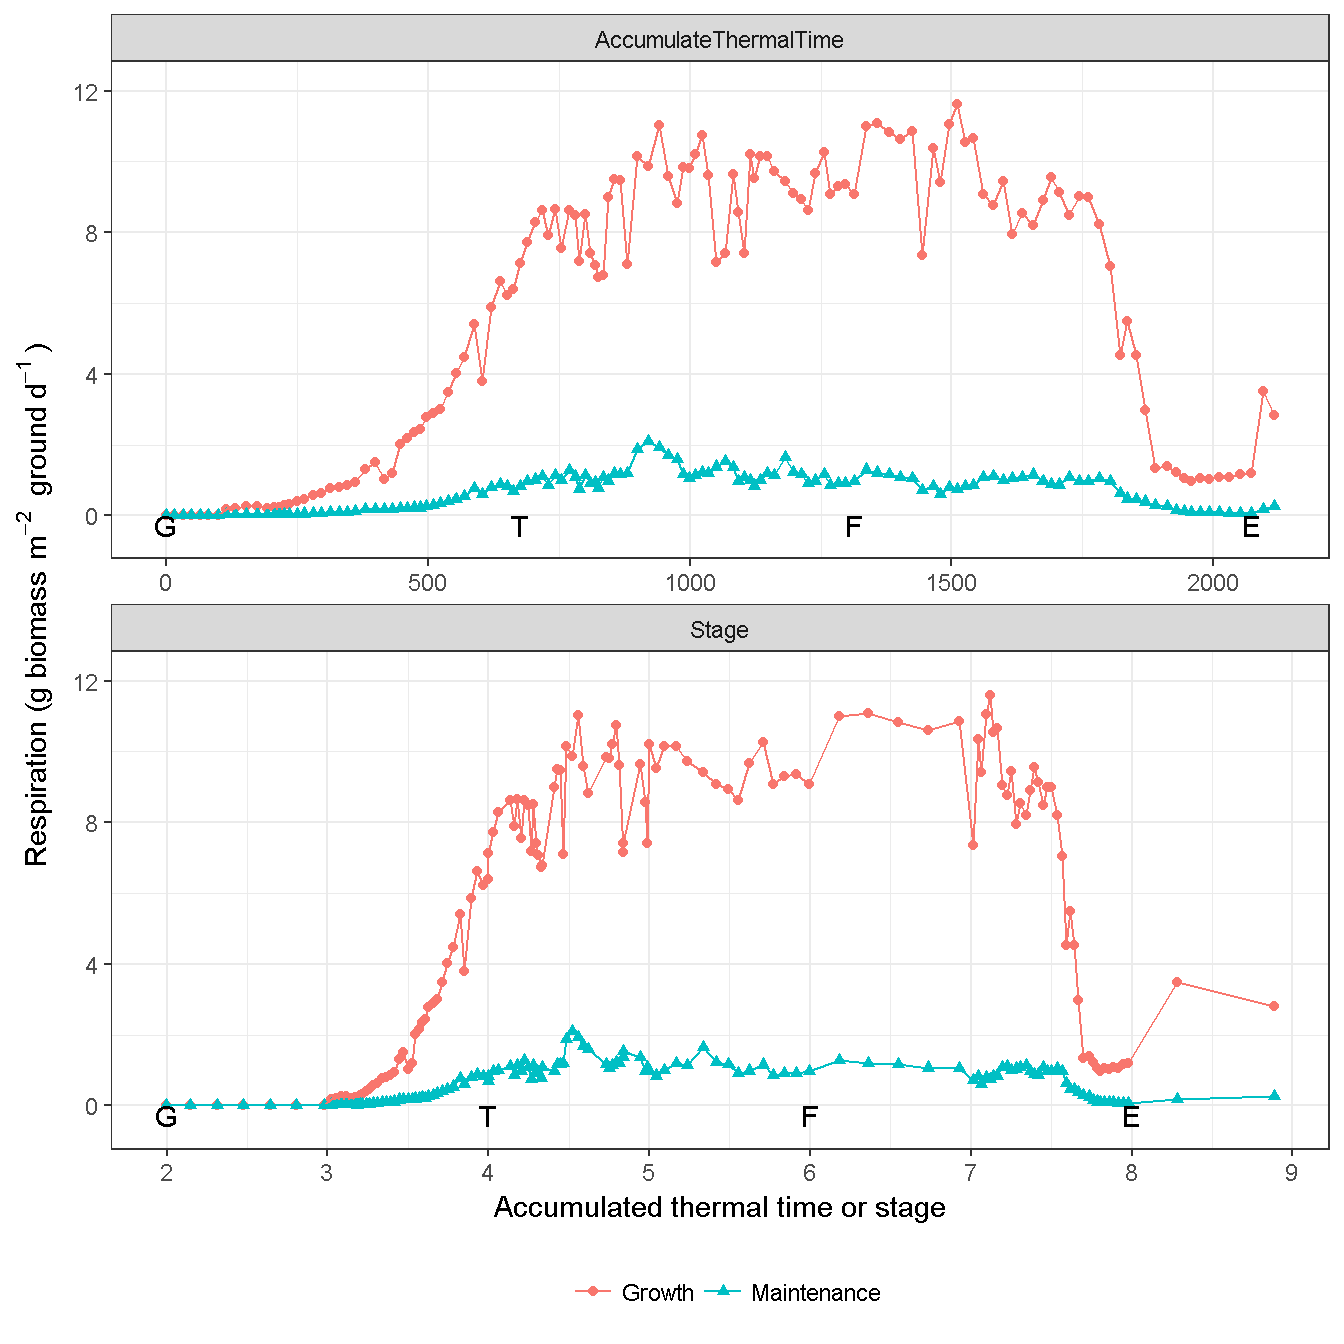 AccumulateThermalTime
12
8
4
0
G T F E
0 500 1000 1500 2000
Respiration (g biomass m⁻² ground d⁻¹)
Stage
12
8
4
0
G T F E
2 3 4 5 6 7 8 9
Accumulated thermal time or stage
Growth Maintenance